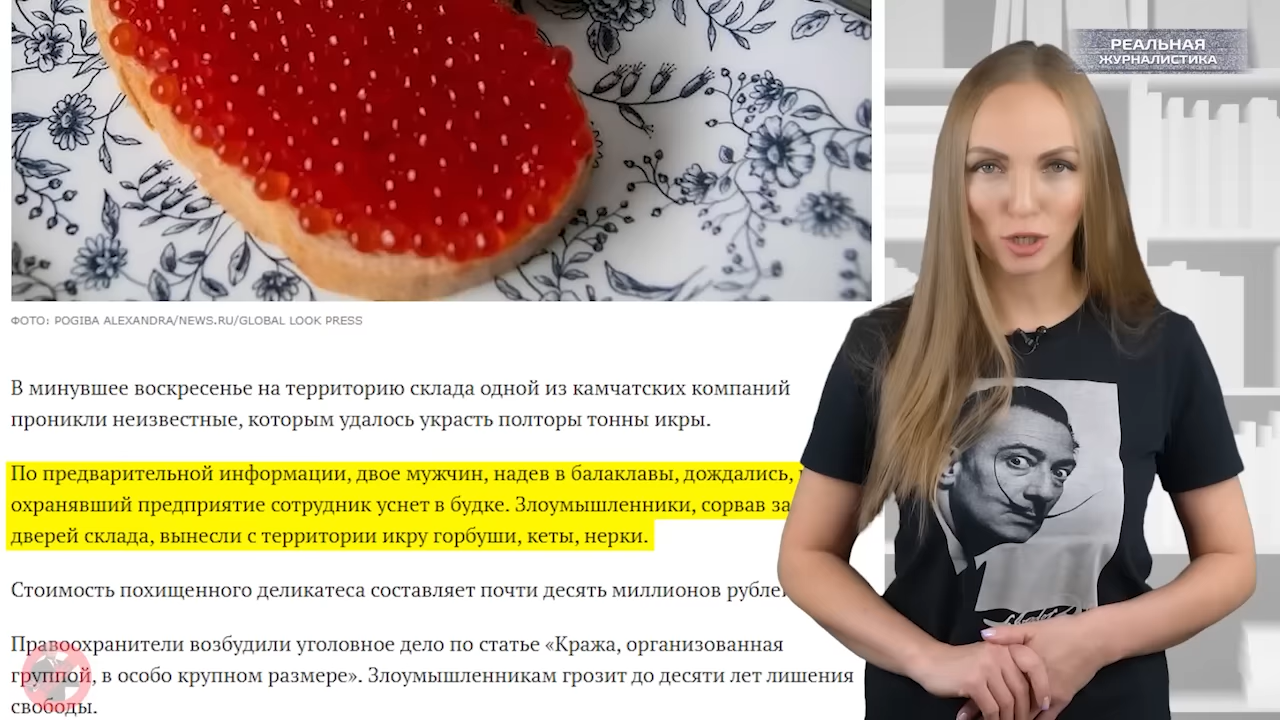 РЕАЛЬНАЯ
ЖУРНАЛИСТИКА
ФОТО: POGIBA ALEXANDRA/NEWS.RU/GLOBAL LOOK PRESS
В минувшее воскресенье на территорию склада одной из камчатских компаний
проникли неизвестные, которым удалось украсть полторы тонны икры.
По предварительной информации, двое мужчин, надев в балаклавы, дождались,
охранявший предприятие сотрудник уснет в будке. Злоумышленники, сорвав
дверей склада, вынесли с территории икру горбуши, кеты, нерки.
Стоимость похищенного деликатеса составляет почти десять миллионов
Правоохранители возбудили уголовное дело по статье «Кража, организованная
группой, в особо крупном размере». Злоумышленникам грозит до десяти лет лишения
свободы.